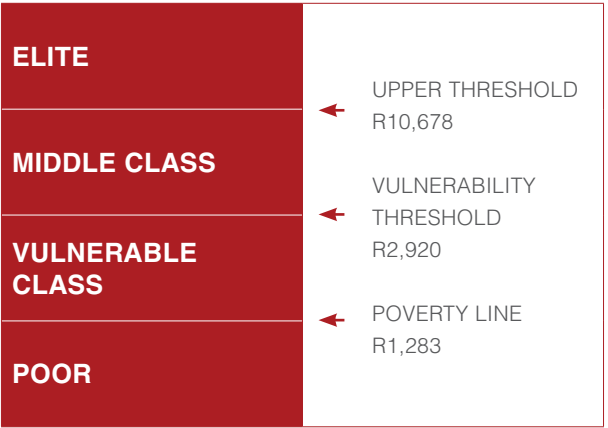 ELITE
UPPER THRESHOLD
R10,678
MIDDLE CLASS
VULNERABILITY
THRESHOLD
R2,920
VULNERABLE
CLASS
POVERTY LINE
R1,283
POOR